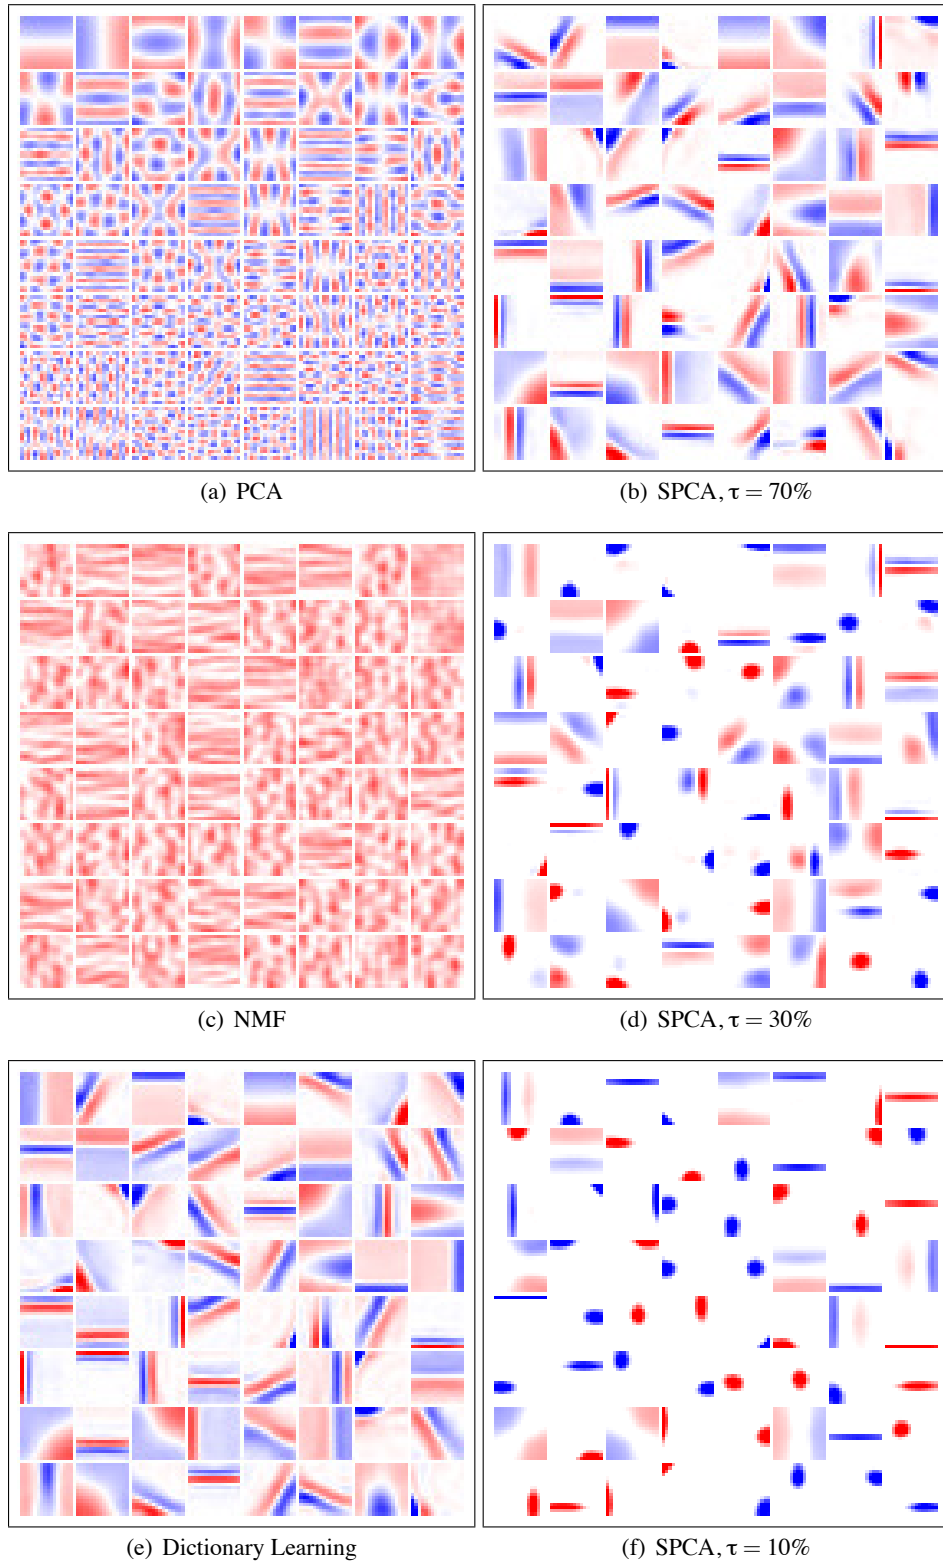 (a) PCA
(b) SPCA, τ = 70%
(c) NMF
(d) SPCA, τ = 30%
(e) Dictionary Learning
(f) SPCA, τ = 10%